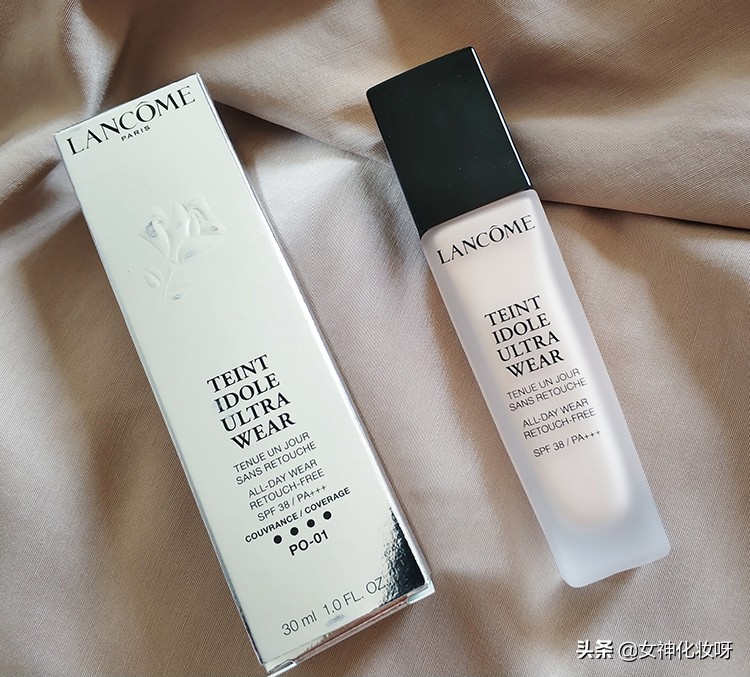 LANCÔME
PARIS
TEINT
IDOLE
ULTRA
WEAR
TENUE UN JOUR
SANS RETOUCHE
ALL-DAY WEAR
RETOUCH-FREE
SPF 38 / PA+++
COUVRANCE / COVERAGE
PO-01
30 ml 1.0 FL. OZ.
LANCÔME
TEINT
IDOLE
ULTRA
WEAR
TENUE UN JOUR
SANS RETOUCHE
ALL-DAY WEAR
RETOUCH-FREE
SPF 38 / PA+++
头条 @女神化妆呀